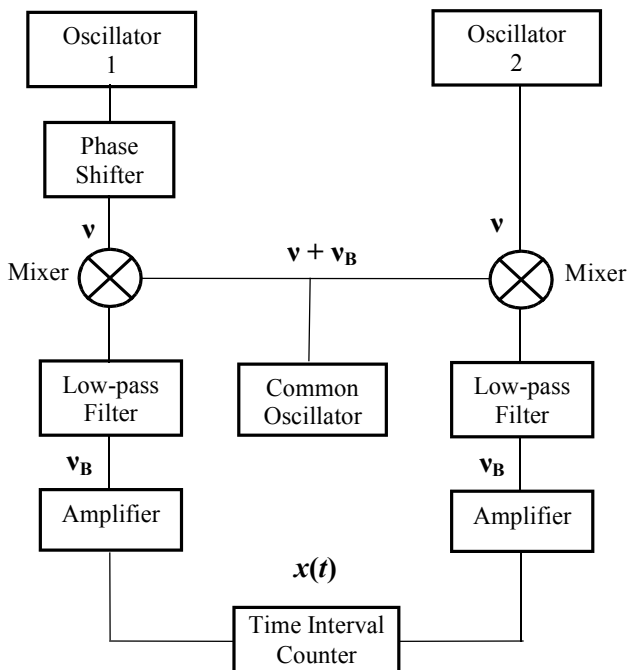 Oscillator
1
Oscillator
2
Phase
Shifter
ν
ν
ν + νB
Mixer
Mixer
Low-pass
Filter
Common
Oscillator
Low-pass
Filter
νB
νB
Amplifier
Amplifier
x(t)
Time Interval
Counter